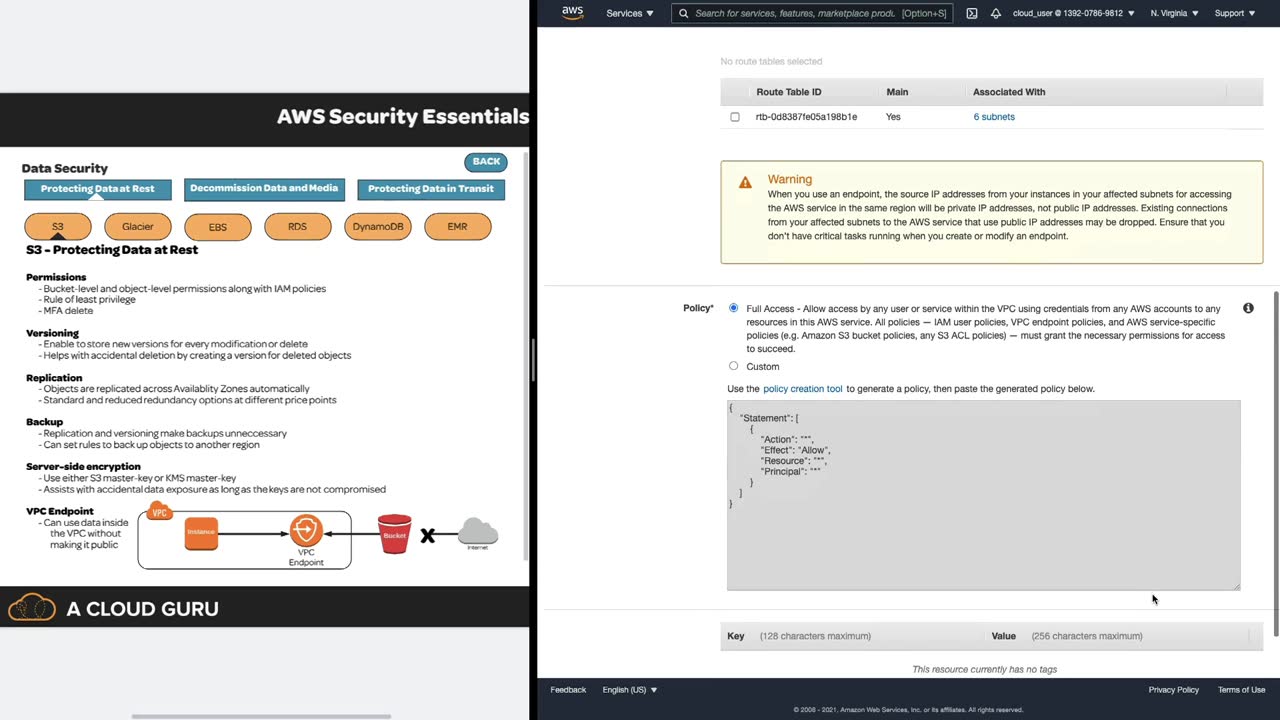 AWS Security Essentials
Data Security
BACK
Protecting Data at Rest
Decommission Data and Media
Protecting Data in Transit
S3
Glacier
EBS
RDS
DynamoDB
EMR
S3 - Protecting Data at Rest
Permissions
- Bucket-level and object-level permissions along with IAM policies
- Rule of least privilege
- MFA delete
Versioning
- Enable to store new versions for every modification or delete
- Helps with accidental deletion by creating a version for deleted objects
Replication
- Objects are replicated across Availablity Zones automatically
- Standard and reduced redundancy options at different price points
Backup
- Replication and versioning make backups unneccessary
- Can set rules to back up objects to another region
Server-side encryption
- Use either S3 master-key or KMS master-key
- Assists with accidental data exposure as long as the keys are not compromised
VPC Endpoint
- Can use data inside
the VPC without
making it public
VPC
Instance
VPC
Endpoint
Bucket
X
Internet
A CLOUD GURU
aws
Services
Search for services, features, marketplace produ. [Option+S]
cloud_user @ 1392-0786-9812
N. Virginia
Support
No route tables selected
Route Table ID Main Associated With
rtb-0d8387fe05a198b1e Yes 6 subnets
Warning
When you use an endpoint, the source IP addresses from your instances in your affected subnets for accessing
the AWS service in the same region will be private IP addresses, not public IP addresses. Existing connections
from your affected subnets to the AWS service that use public IP addresses may be dropped. Ensure that you
don't have critical tasks running when you create or modify an endpoint.
Policy*
Full Access - Allow access by any user or service within the VPC using credentials from any AWS accounts to any
resources in this AWS service. All policies — IAM user policies, VPC endpoint policies, and AWS service-specific
policies (e.g. Amazon S3 bucket policies, any S3 ACL policies) — must grant the necessary permissions for access
to succeed.
Custom
Use the policy creation tool to generate a policy, then paste the generated policy below.
{
"Statement": [
{
"Action": "*",
"Effect": "Allow",
"Resource": "*",
"Principal": "*"
}
]
}
Key (128 characters maximum) Value (256 characters maximum)
This resource currently has no tags
Feedback English (US) Privacy Policy Terms of Use
© 2008 - 2021, Amazon Web Services, Inc. or its affiliates. All rights reserved.